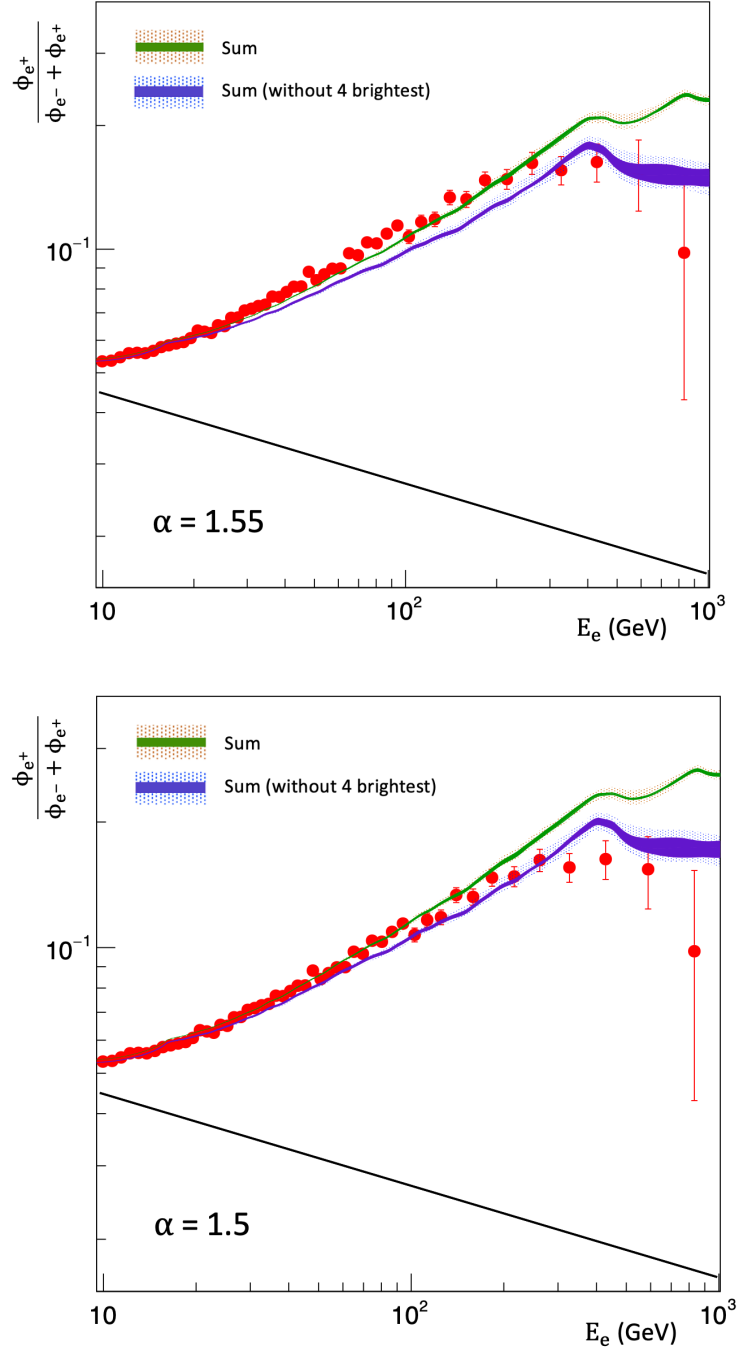 ϕe⁺
ϕe⁻ + ϕe⁺
Sum
Sum (without 4 brightest)
10⁻¹
α = 1.55
10
10²
10³
Eₑ (GeV)
ϕe⁺
ϕe⁻ + ϕe⁺
Sum
Sum (without 4 brightest)
10⁻¹
α = 1.5
10
10²
10³
Eₑ (GeV)